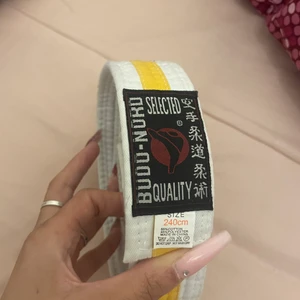 BUDO-NORD
SELECTED
®
QUALITY
空手柔道柔術
SIZE
240cm